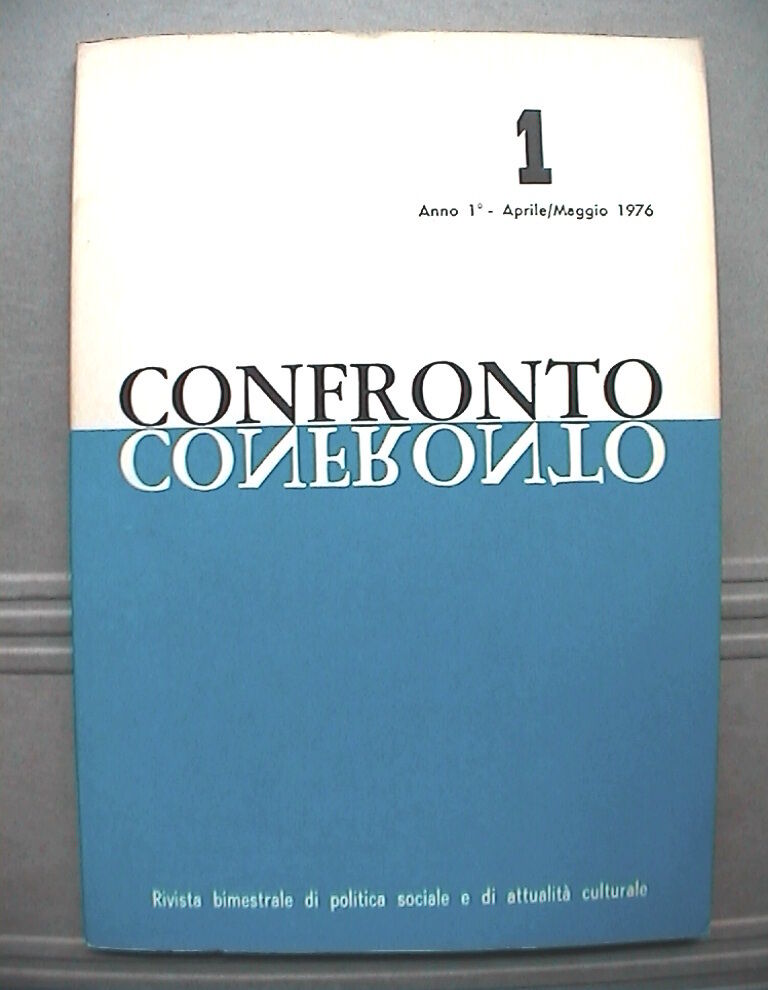 1
Anno 1° - Aprile/Maggio 1976
CONFRONTO
CONFRONTO
Rivista bimestrale di politica sociale e di attualità culturale